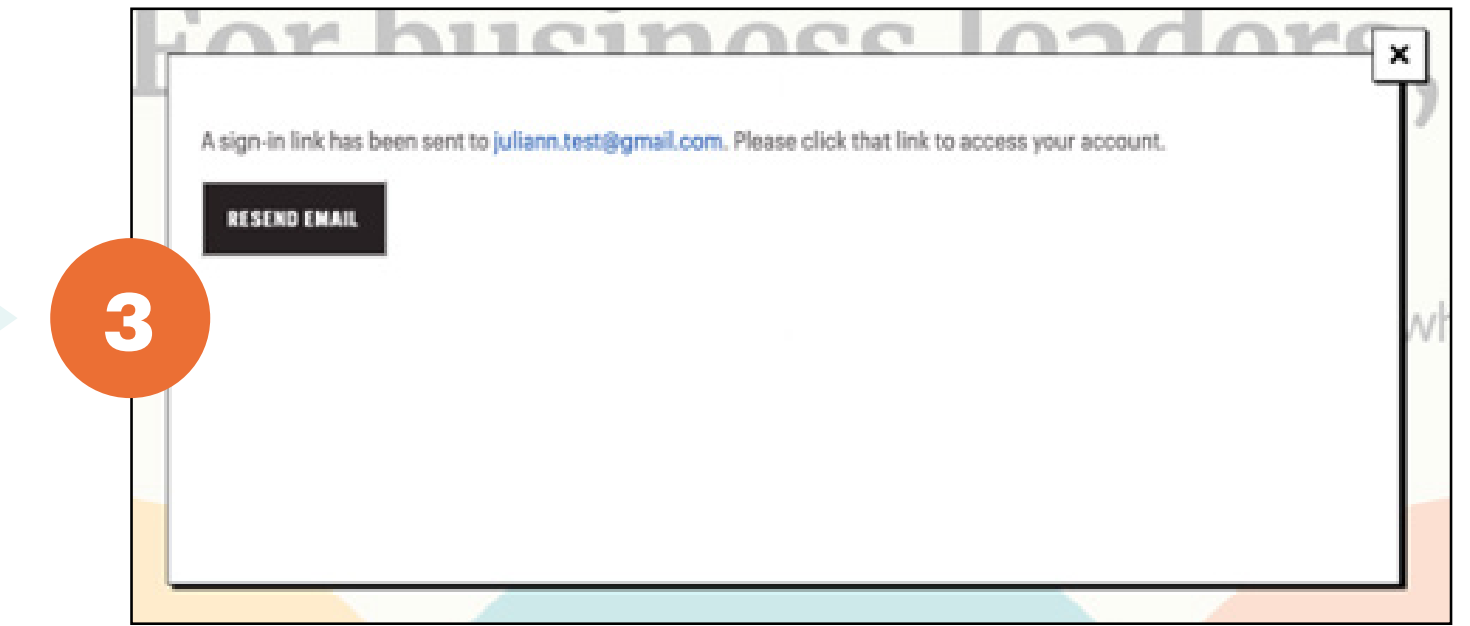 For business leaders,
A sign-in link has been sent to juliann.test@gmail.com. Please click that link to access your account.
RESEND EMAIL
3